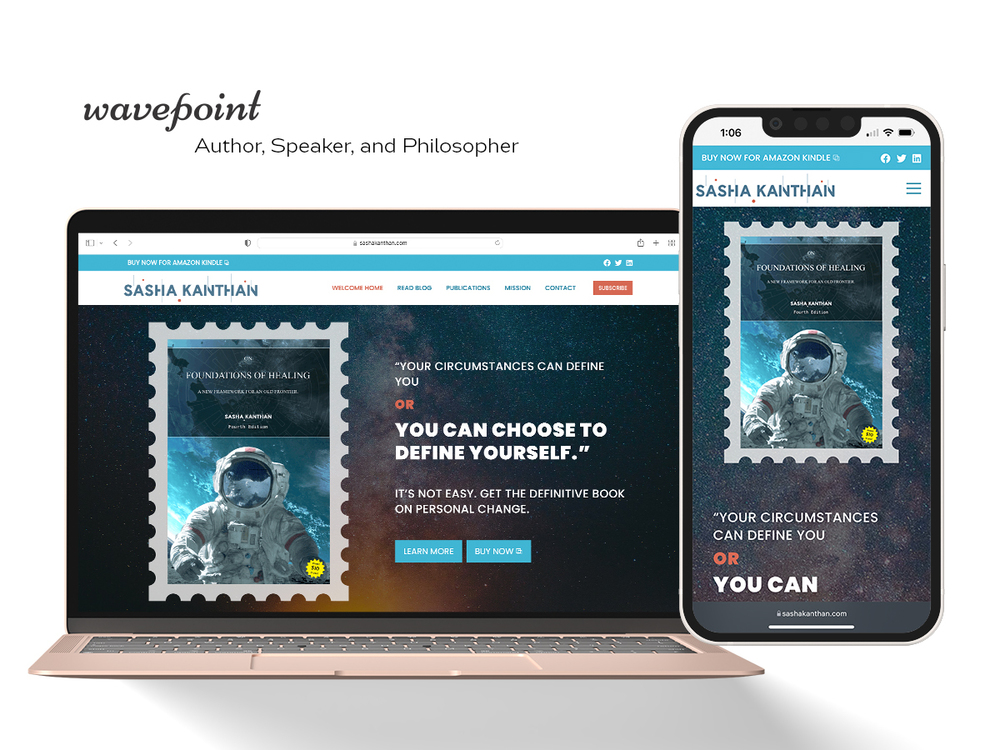 wavepoint
Author, Speaker, and Philosopher
sashakanthan.com
BUY NOW FOR AMAZON KINDLE
SASHA KANTHAN
WELCOME HOME
READ BLOG
PUBLICATIONS
MISSION
CONTACT
SUBSCRIBE
ON
FOUNDATIONS OF HEALING
A NEW FRAMEWORK FOR AN OLD FRONTIER
SASHA KANTHAN
Fourth Edition
$10
“YOUR CIRCUMSTANCES CAN DEFINE
YOU
OR
YOU CAN CHOOSE TO
DEFINE YOURSELF.”
IT’S NOT EASY. GET THE DEFINITIVE BOOK
ON PERSONAL CHANGE.
LEARN MORE
BUY NOW
1:06
BUY NOW FOR AMAZON KINDLE
SASHA KANTHAN
ON
FOUNDATIONS OF HEALING
A NEW FRAMEWORK FOR AN OLD FRONTIER
SASHA KANTHAN
Fourth Edition
$10
“YOUR CIRCUMSTANCES
CAN DEFINE YOU
OR
YOU CAN
sashakanthan.com